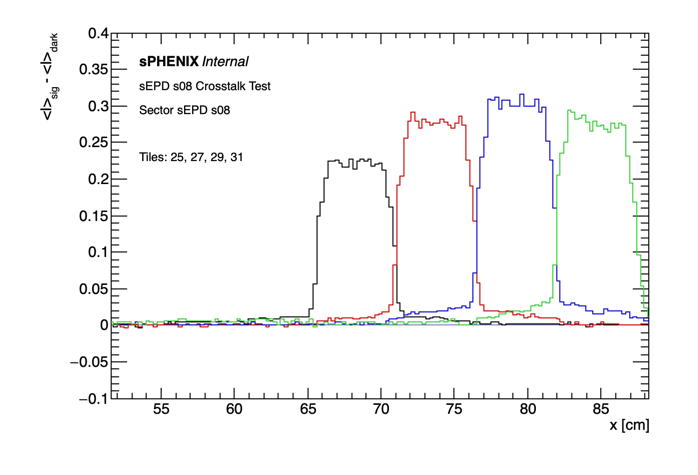 <I>sig - <I>dark
0.4
0.35
0.3
0.25
0.2
0.15
0.1
0.05
0
−0.05
−0.1
sPHENIX Internal
sEPD s08 Crosstalk Test
Sector sEPD s08
Tiles: 25, 27, 29, 31
55 60 65 70 75 80 85
x [cm]